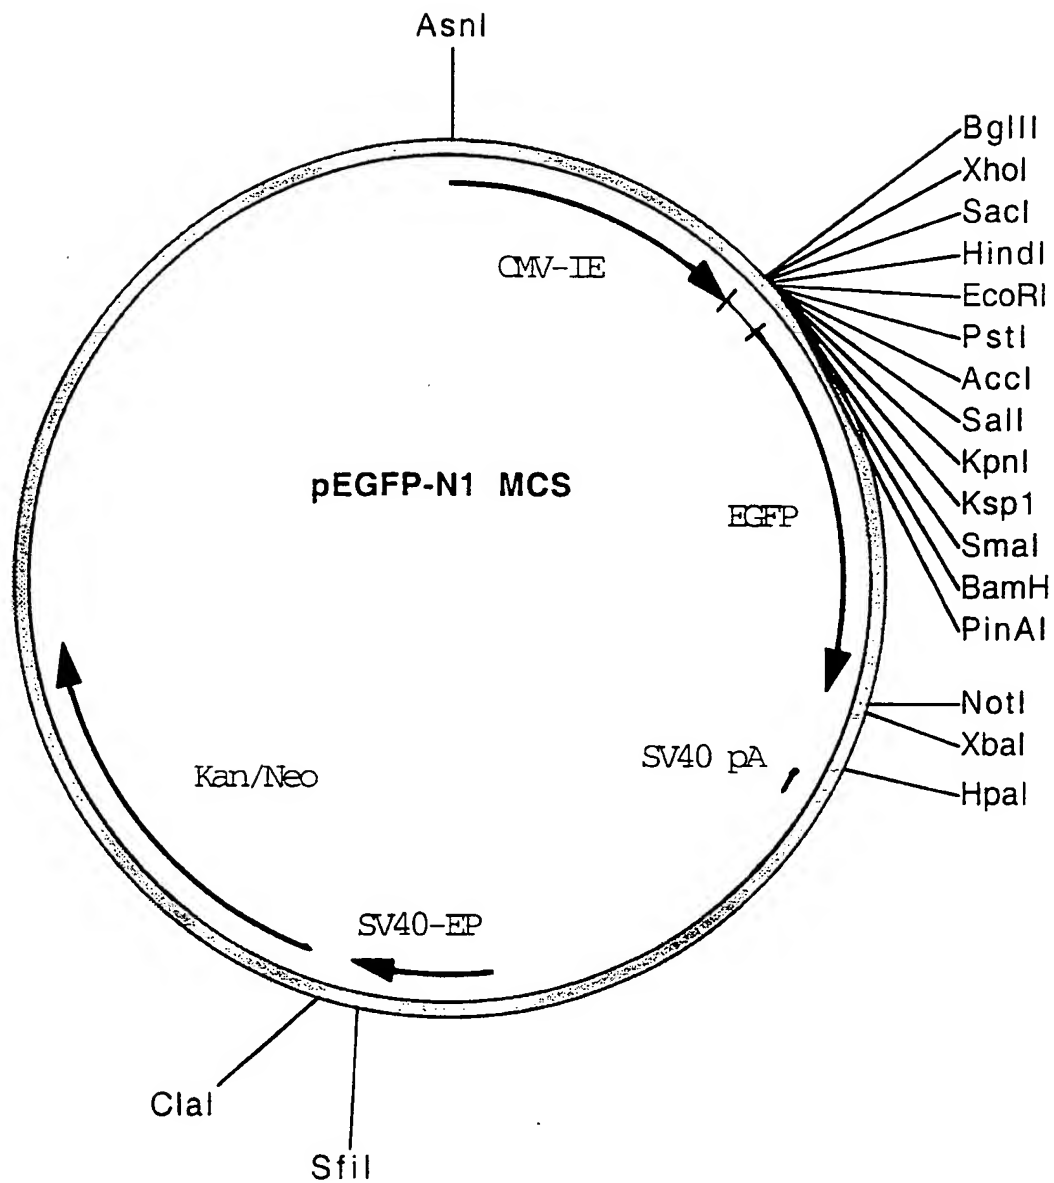 AsnI
BglII
XhoI
SacI
HindI
EcoRI
PstI
AccI
SalI
KpnI
Ksp1
SmaI
BamH
PinAI
CMV-IE
pEGFP-N1 MCS
EGFP
NotI
XbaI
HpaI
SV40 pA
Kan/Neo
SV40-EP
ClaI
SfiI